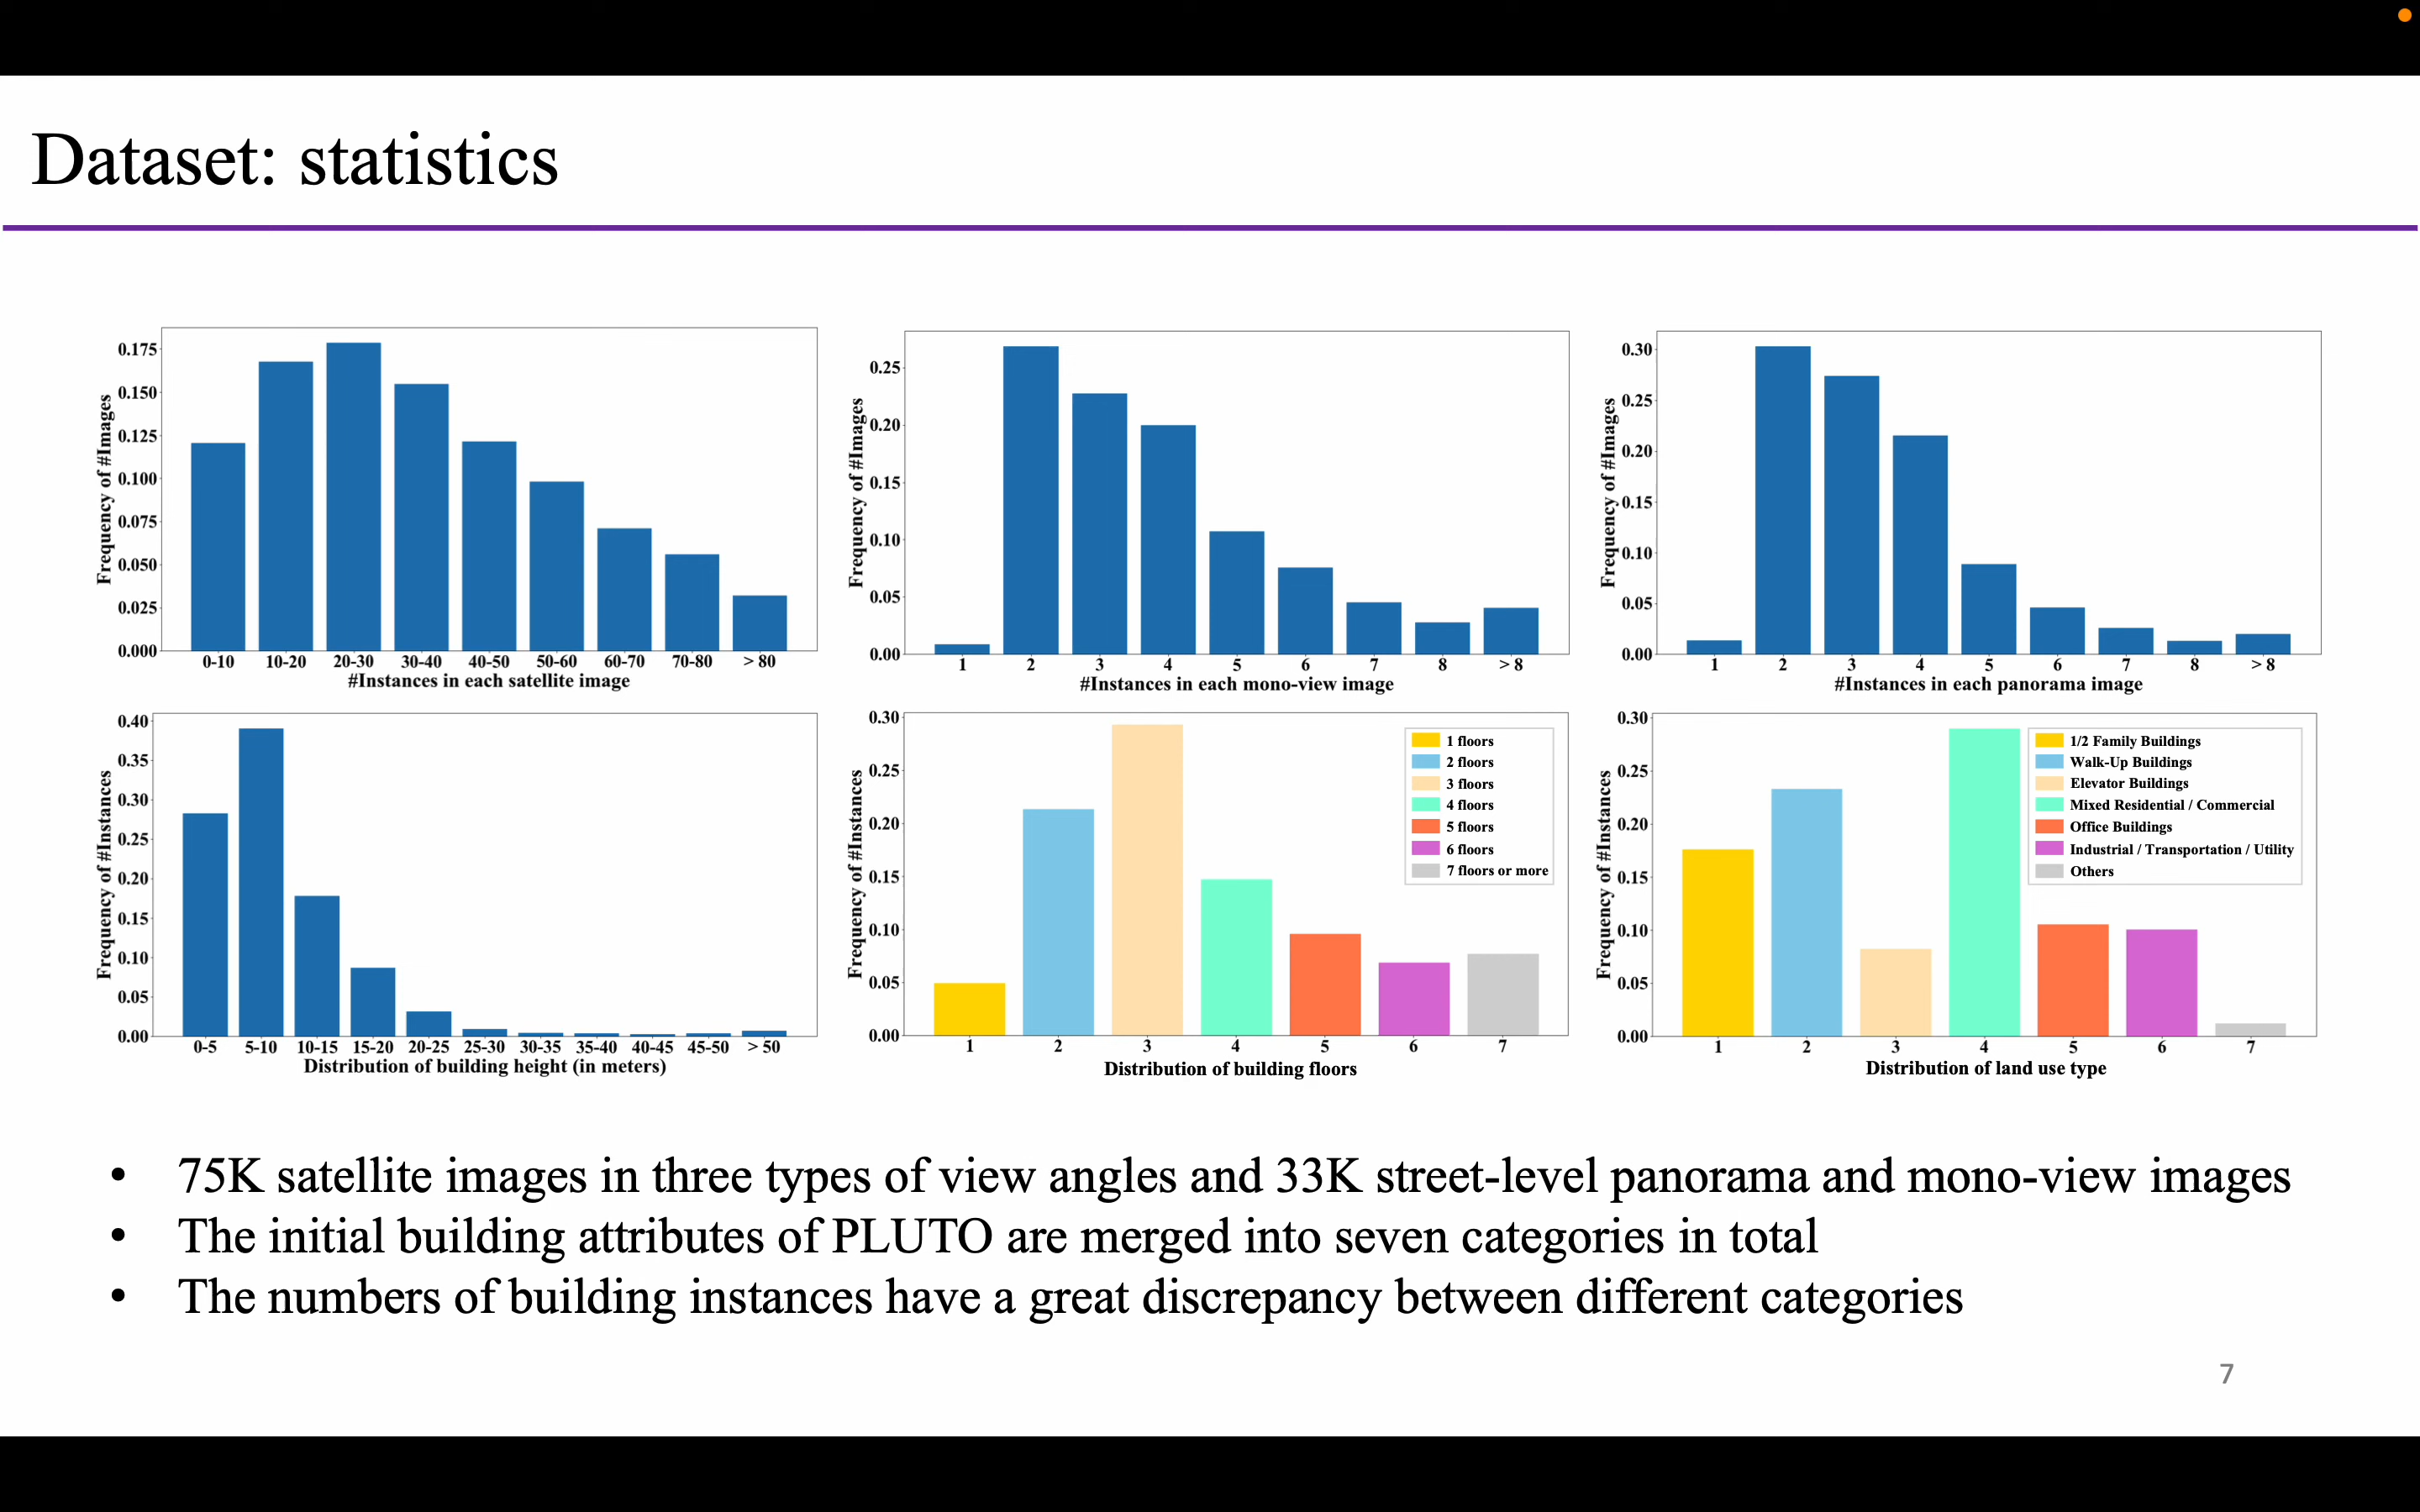 Dataset: statistics
Frequency of #Images
0.175
0.150
0.125
0.100
0.075
0.050
0.025
0.000
0-10 10-20 20-30 30-40 40-50 50-60 60-70 70-80 > 80
#Instances in each satellite image
Frequency of #Images
0.25
0.20
0.15
0.10
0.05
0.00
1 2 3 4 5 6 7 8 > 8
#Instances in each mono-view image
Frequency of #Images
0.30
0.25
0.20
0.15
0.10
0.05
0.00
1 2 3 4 5 6 7 8 > 8
#Instances in each panorama image
Frequency of #Instances
0.40
0.35
0.30
0.25
0.20
0.15
0.10
0.05
0.00
0-5 5-10 10-15 15-20 20-25 25-30 30-35 35-40 40-45 45-50 > 50
Distribution of building height (in meters)
Frequency of #Instances
0.30
0.25
0.20
0.15
0.10
0.05
0.00
1 floors
2 floors
3 floors
4 floors
5 floors
6 floors
7 floors or more
1 2 3 4 5 6 7
Distribution of building floors
Frequency of #Instances
0.30
0.25
0.20
0.15
0.10
0.05
0.00
1/2 Family Buildings
Walk-Up Buildings
Elevator Buildings
Mixed Residential / Commercial
Office Buildings
Industrial / Transportation / Utility
Others
1 2 3 4 5 6 7
Distribution of land use type
• 75K satellite images in three types of view angles and 33K street-level panorama and mono-view images
• The initial building attributes of PLUTO are merged into seven categories in total
• The numbers of building instances have a great discrepancy between different categories
7